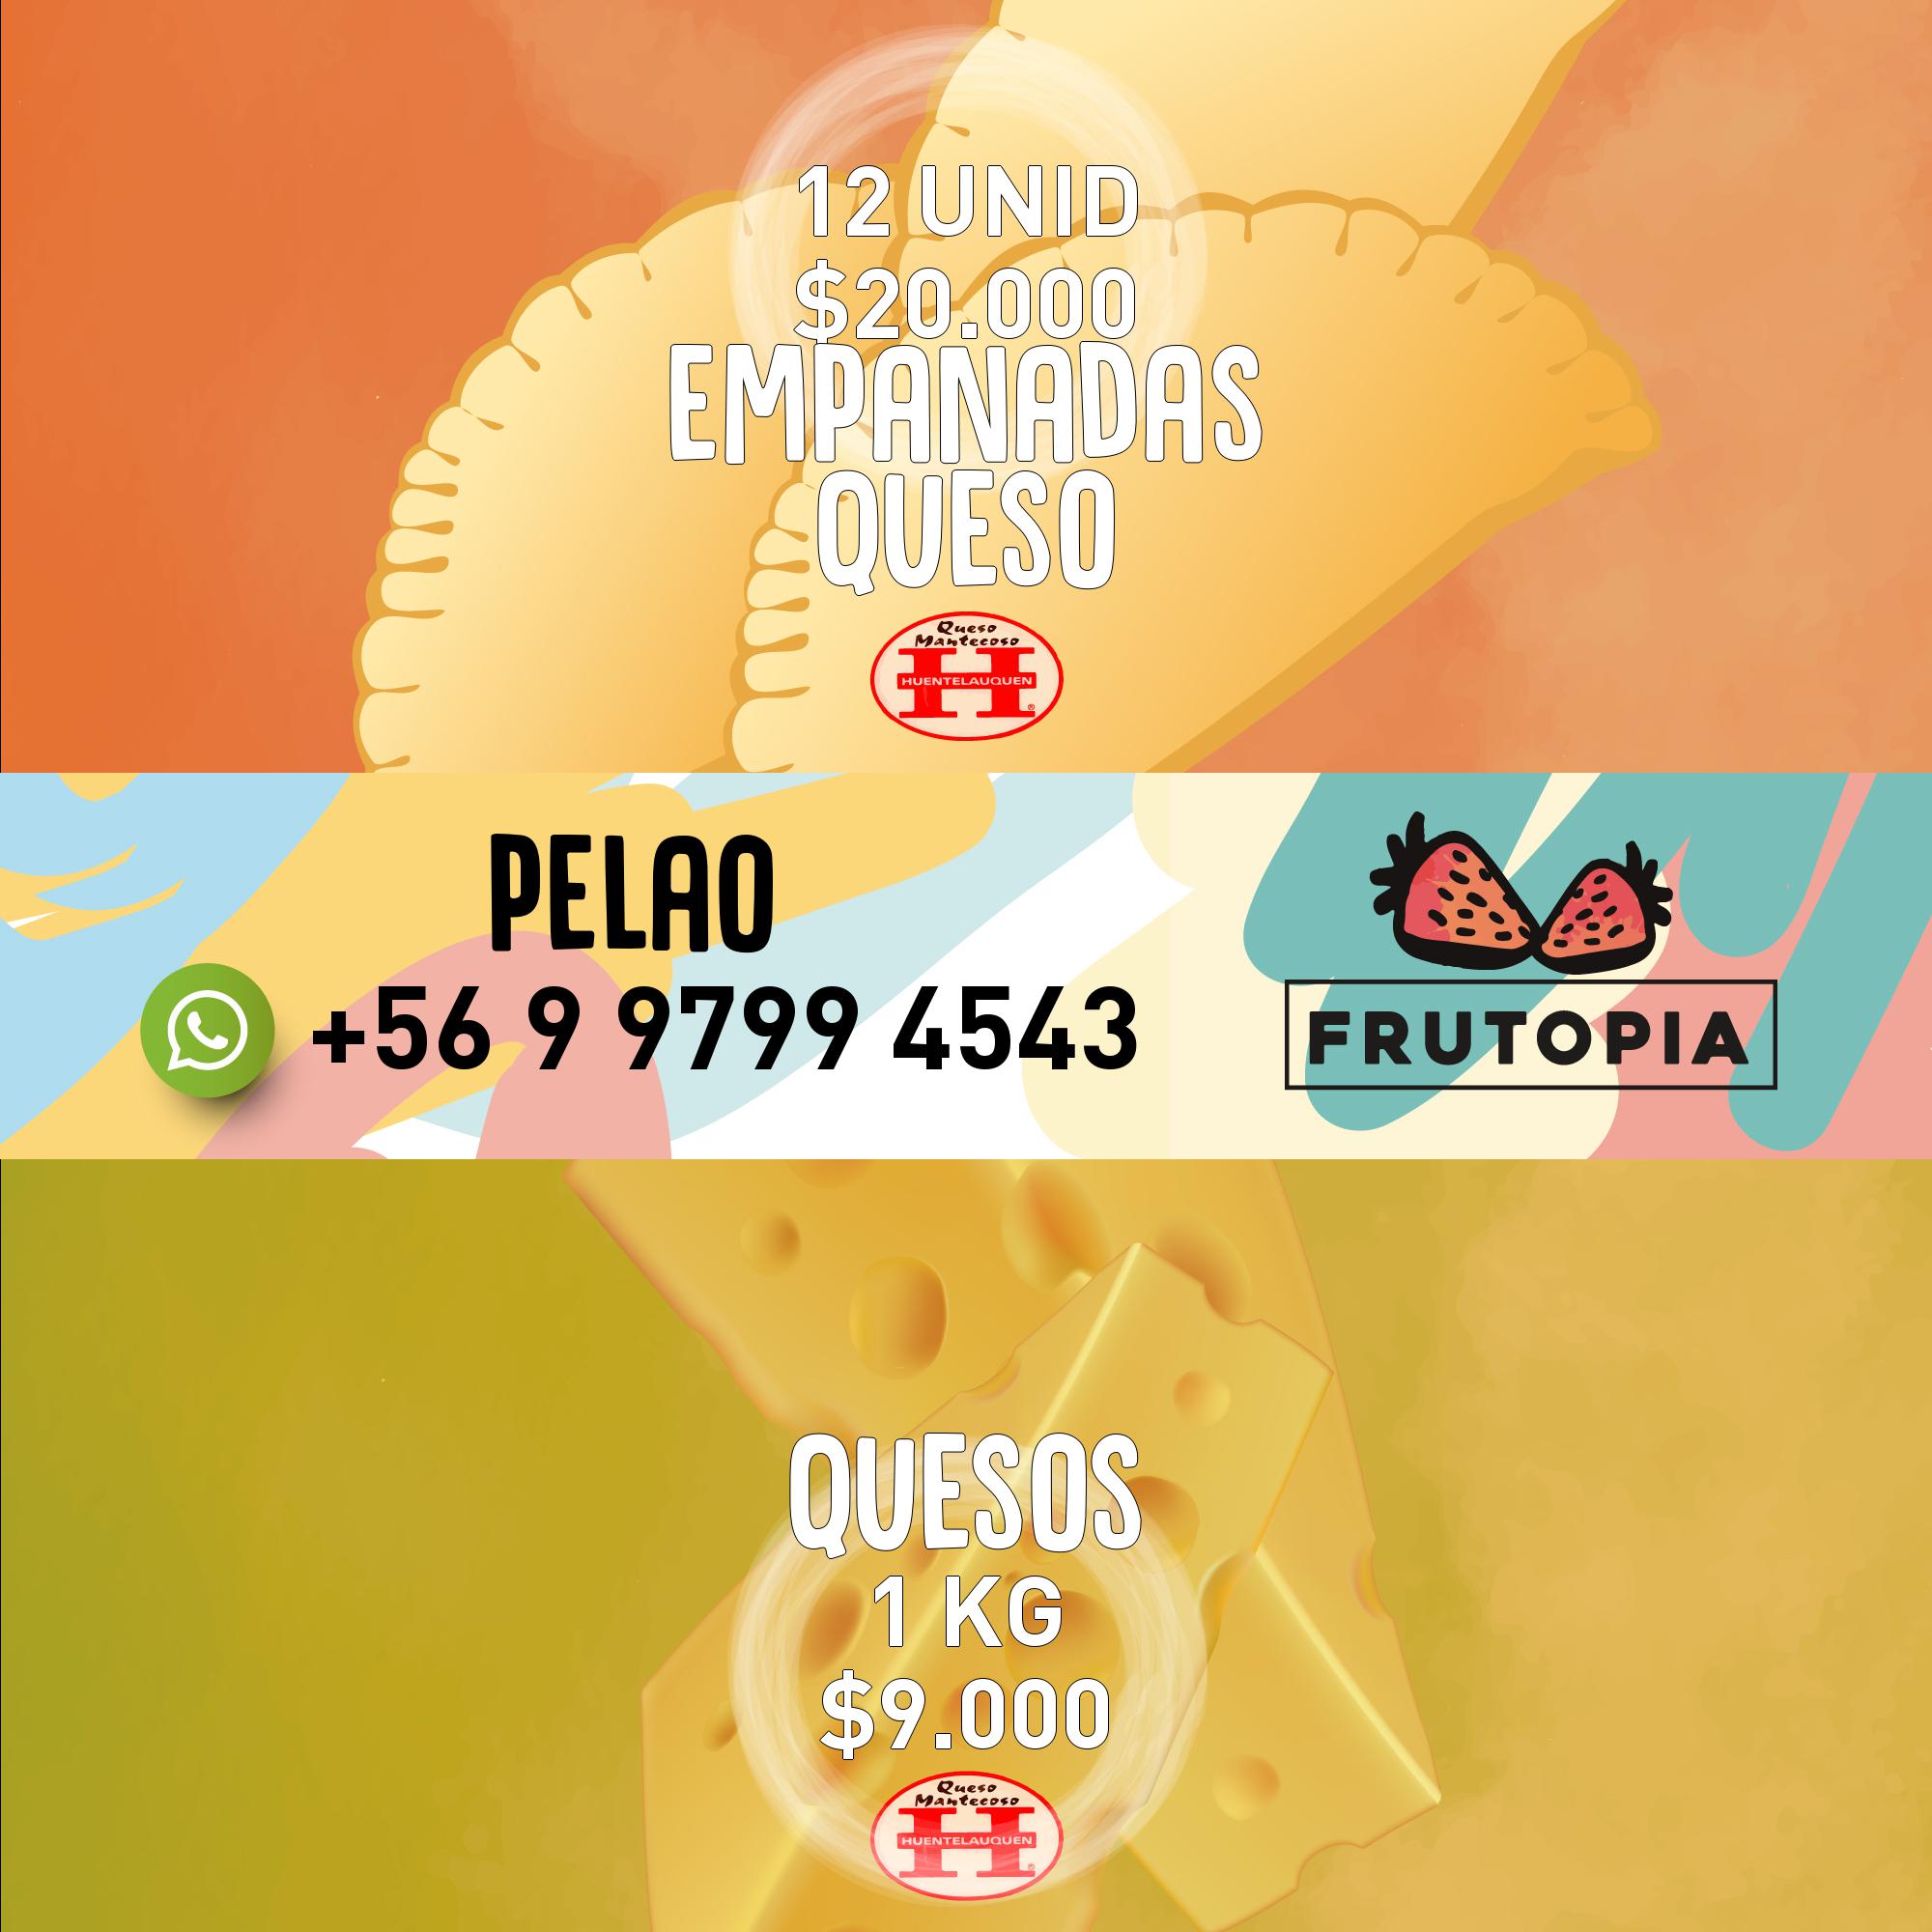 12 UNID
$20.000
EMPANADAS
QUESO
Queso
Mantecoso
H
HUENTELAUQUEN
®
PELAO
+56 9 9799 4543
FRUTOPIA
QUESOS
1 KG
$9.000
Queso
Mantecoso
H
HUENTELAUQUEN
®